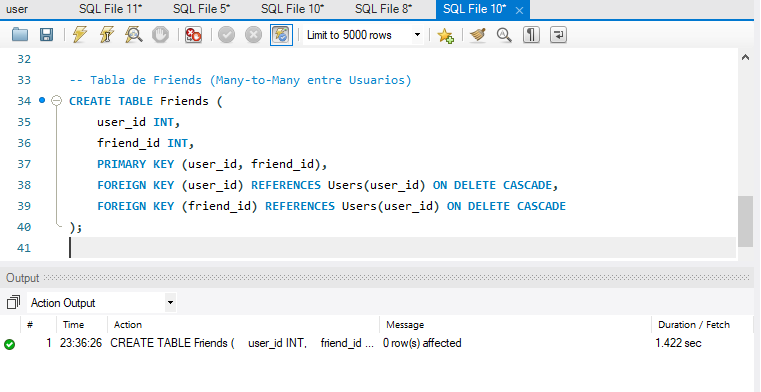 user SQL File 11* SQL File 5* SQL File 10* SQL File 8* SQL File 10* ×
Limit to 5000 rows
32
33 -- Tabla de Friends (Many-to-Many entre Usuarios)
34 CREATE TABLE Friends (
35 user_id INT,
36 friend_id INT,
37 PRIMARY KEY (user_id, friend_id),
38 FOREIGN KEY (user_id) REFERENCES Users(user_id) ON DELETE CASCADE,
39 FOREIGN KEY (friend_id) REFERENCES Users(user_id) ON DELETE CASCADE
40 );
41
Output
Action Output
# Time Action Message Duration / Fetch
1 23:36:26 CREATE TABLE Friends ( user_id INT, friend_id ... 0 row(s) affected 1.422 sec